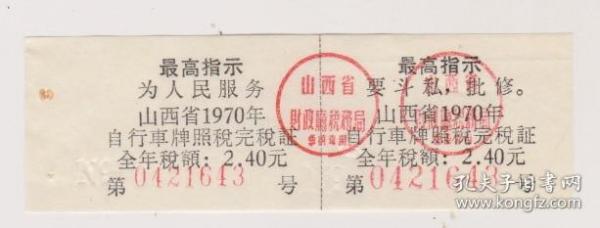 最高指示
为人民服务
山西省1970年
自行车牌照税完税証
全年税額：2.40元
第 0421643 号
山西省
財政廳税務局
最高指示
要斗私，批修。
山西省1970年
自行车牌照税完税証
全年税額：2.40元
第 0421643 号
孔夫子旧书网
www.kongfz.com